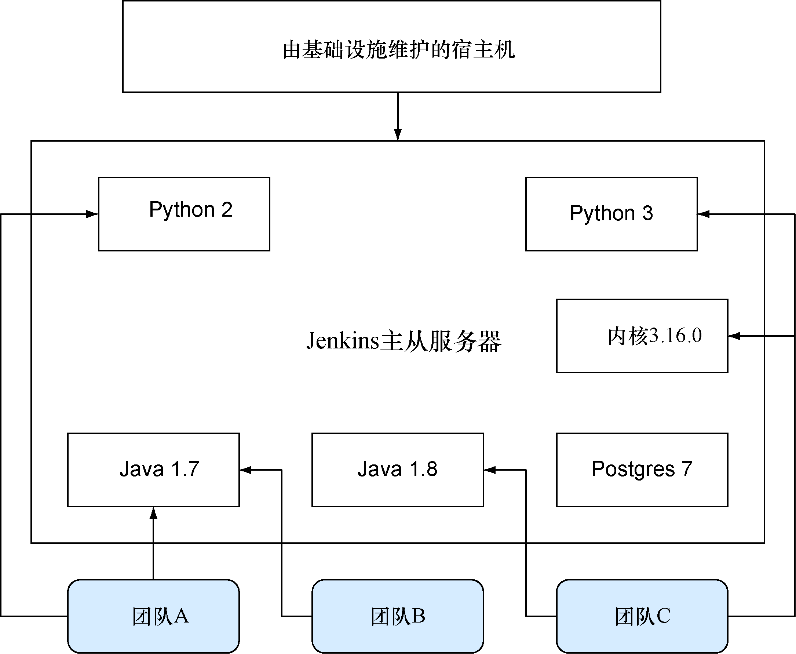 由基础设施维护的宿主机
Python 2
Python 3
Jenkins主从服务器
内核3.16.0
Java 1.7
Java 1.8
Postgres 7
团队A
团队B
团队C